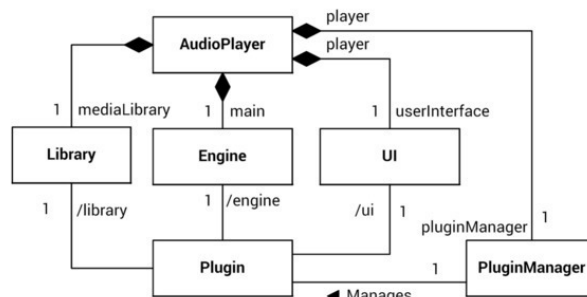 player
AudioPlayer
player
1 mediaLibrary
1 main
1 userInterface
Library
Engine
UI
1 /library
1 /engine
/ui 1
pluginManager 1
Plugin
1
PluginManager
Manages